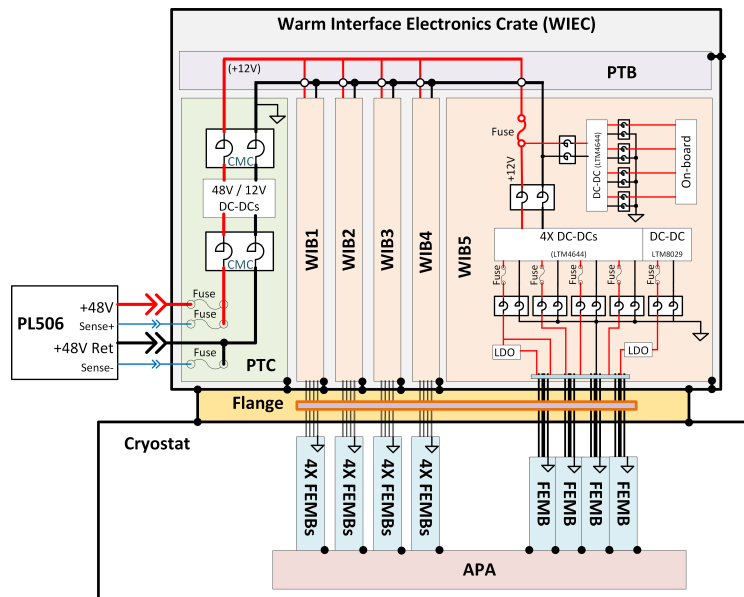 Warm Interface Electronics Crate (WIEC)
(+12V)
PTB
CMC
48V / 12V
DC-DCs
CMC
Fuse
Fuse
Fuse
PTC
PL506
+48V
Sense+
+48V Ret
Sense-
WIB1
WIB2
WIB3
WIB4
WIB5
Fuse
+12V
DC-DC (LTM4644)
On-board
4X DC-DCs
(LTM4644)
DC-DC
LTM8029
Fuse
Fuse
Fuse
Fuse
Fuse
LDO
LDO
Flange
Cryostat
4X FEMBs
4X FEMBs
4X FEMBs
4X FEMBs
FEMB
FEMB
FEMB
FEMB
APA